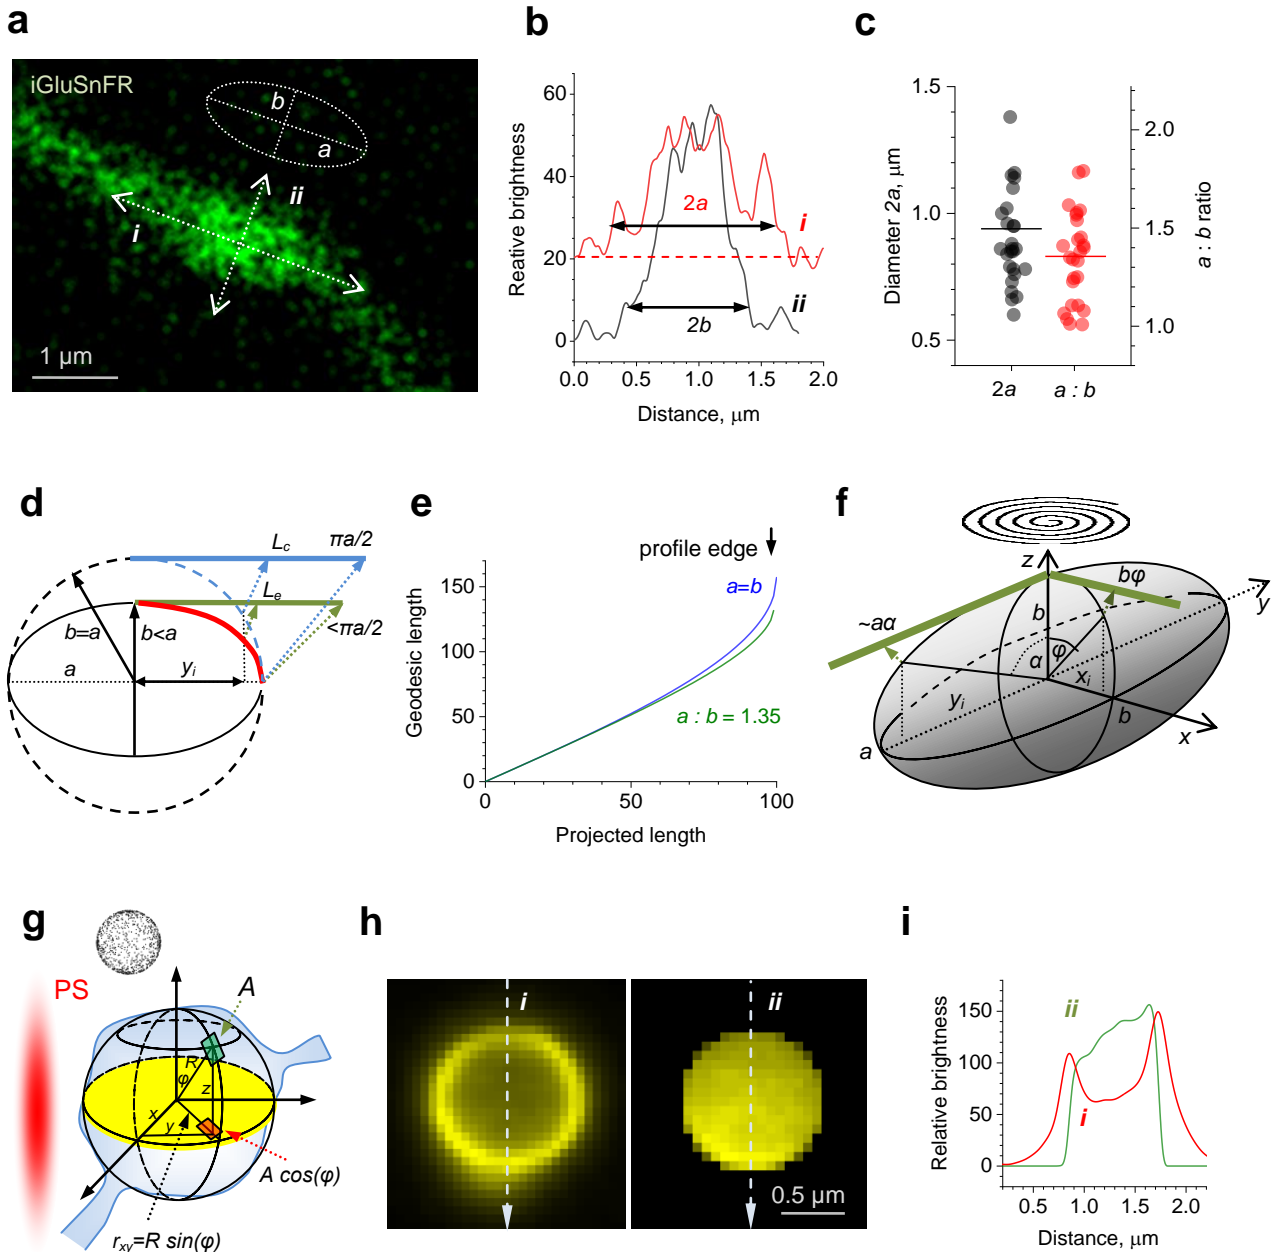 a
iGluSnFR
b
a
i
ii
1 µm
b
Reative brightness
60
40
20
0
2a
i
2b
ii
0.0 0.5 1.0 1.5 2.0
Distance, µm
c
Diameter 2a, µm
1.5
1.0
0.5
2.0
1.5
1.0
a : b ratio
2a a : b
d
Lc πa/2
Le
<πa/2
b=a b<a
a
yi
e
profile edge
a=b
a : b = 1.35
Geodesic length
150
100
50
0
0 50 100
Projected length
f
z
bφ
y
~aα
b
α φ
xi
yi
b
a
x
g
PS
A
R
φ
z
x
y
A cos(φ)
rxy=R sin(φ)
h
i
ii
0.5 µm
i
Relative brightness
150
100
50
0
ii
i
0.5 1.0 1.5 2.0
Distance, µm